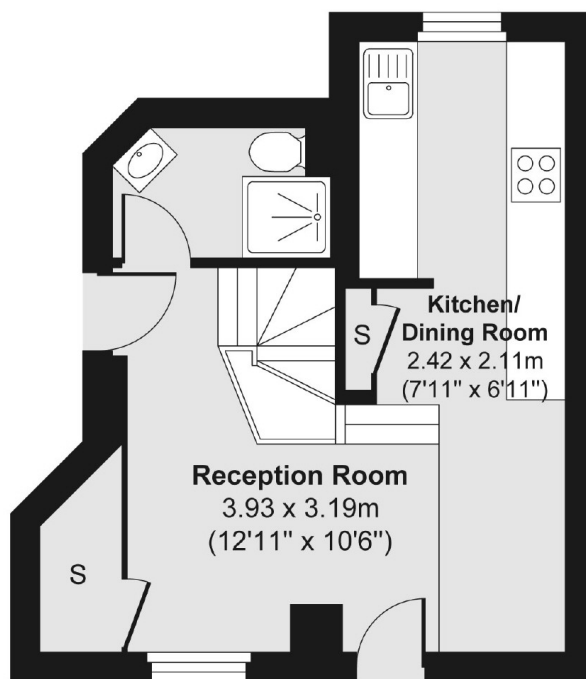 Kitchen/
Dining Room
2.42 x 2.11m
(7'11" x 6'11")
S
Reception Room
3.93 x 3.19m
(12'11" x 10'6")
S